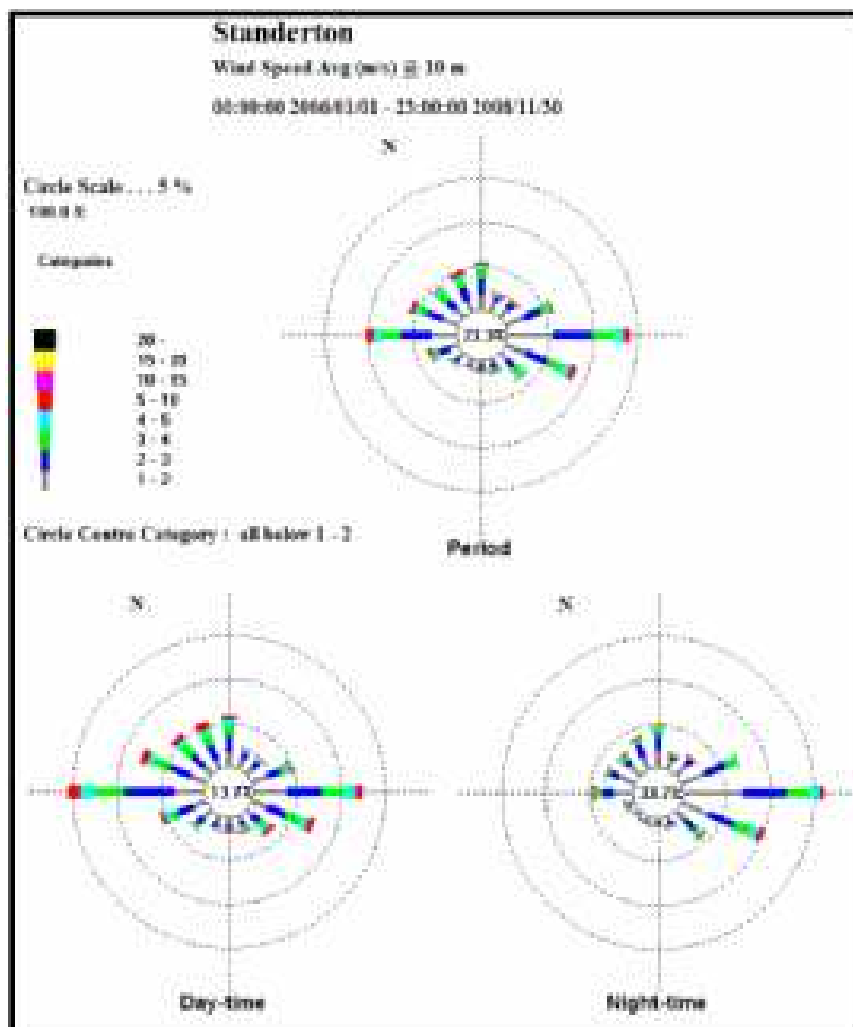 Standerton
Wind Speed Avg (m/s) @ 10 m
N
Circle Scale . . . 5 %
Categories
20 -
15 - 20
10 - 15
5 - 10
4 - 5
3 - 4
2 - 3
1 - 2
Circle Centre Category : all below 1 - 2
Period
N
N
Day-time
Night-time